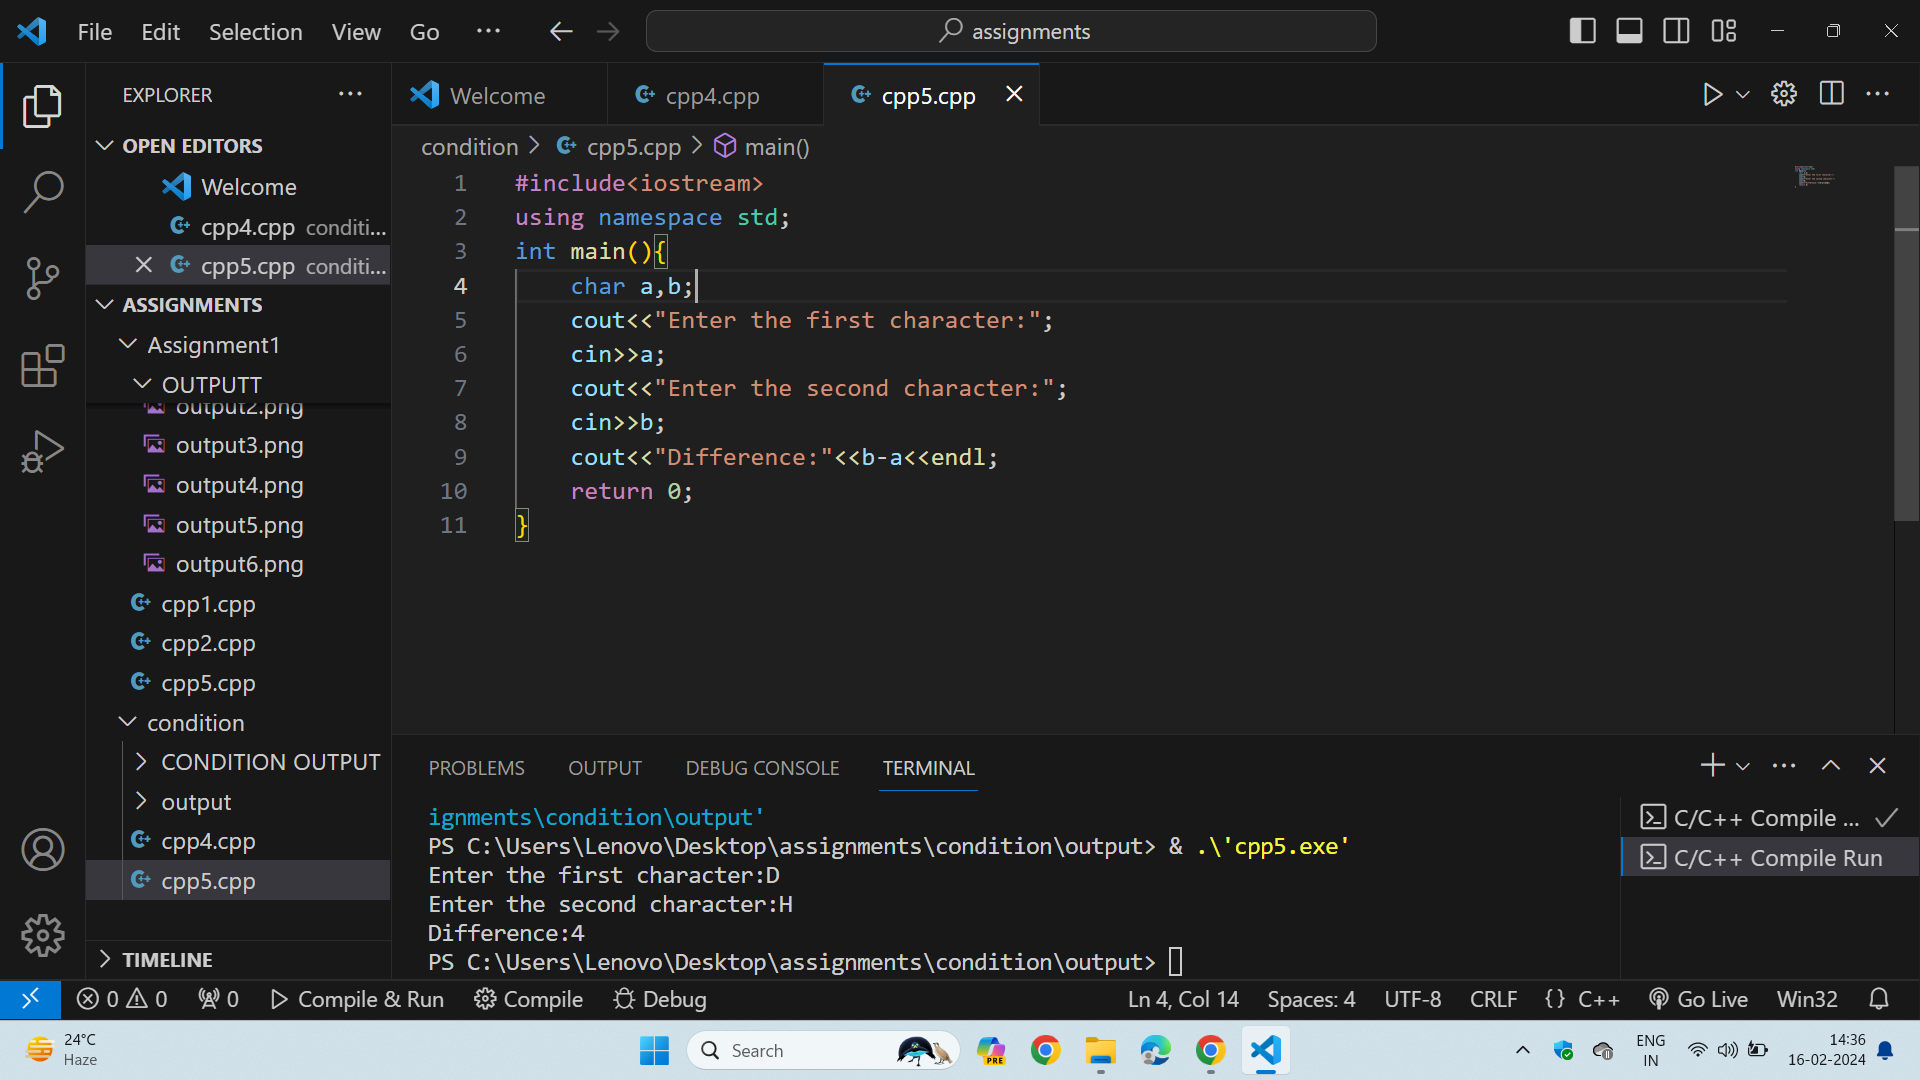 File Edit Selection View Go ··· assignments
EXPLORER ···
OPEN EDITORS
Welcome
cpp4.cpp conditi...
cpp5.cpp conditi...
ASSIGNMENTS
Assignment1
OUTPUTT
output2.png
output3.png
output4.png
output5.png
output6.png
cpp1.cpp
cpp2.cpp
cpp5.cpp
condition
CONDITION OUTPUT
output
cpp4.cpp
cpp5.cpp
TIMELINE
Welcome cpp4.cpp cpp5.cpp
condition > cpp5.cpp > main()
1 #include<iostream>
2 using namespace std;
3 int main(){
4 char a,b;
5 cout<<"Enter the first character:";
6 cin>>a;
7 cout<<"Enter the second character:";
8 cin>>b;
9 cout<<"Difference:"<<b-a<<endl;
10 return 0;
11 }
PROBLEMS OUTPUT DEBUG CONSOLE TERMINAL
ignments\condition\output'
PS C:\Users\Lenovo\Desktop\assignments\condition\output> & .\'cpp5.exe'
Enter the first character:D
Enter the second character:H
Difference:4
PS C:\Users\Lenovo\Desktop\assignments\condition\output>
C/C++ Compile ...
C/C++ Compile Run
0 0 0 Compile & Run Compile Debug Ln 4, Col 14 Spaces: 4 UTF-8 CRLF {} C++ Go Live Win32
24°C
Haze
Search
PRE
ENG
IN
14:36
16-02-2024